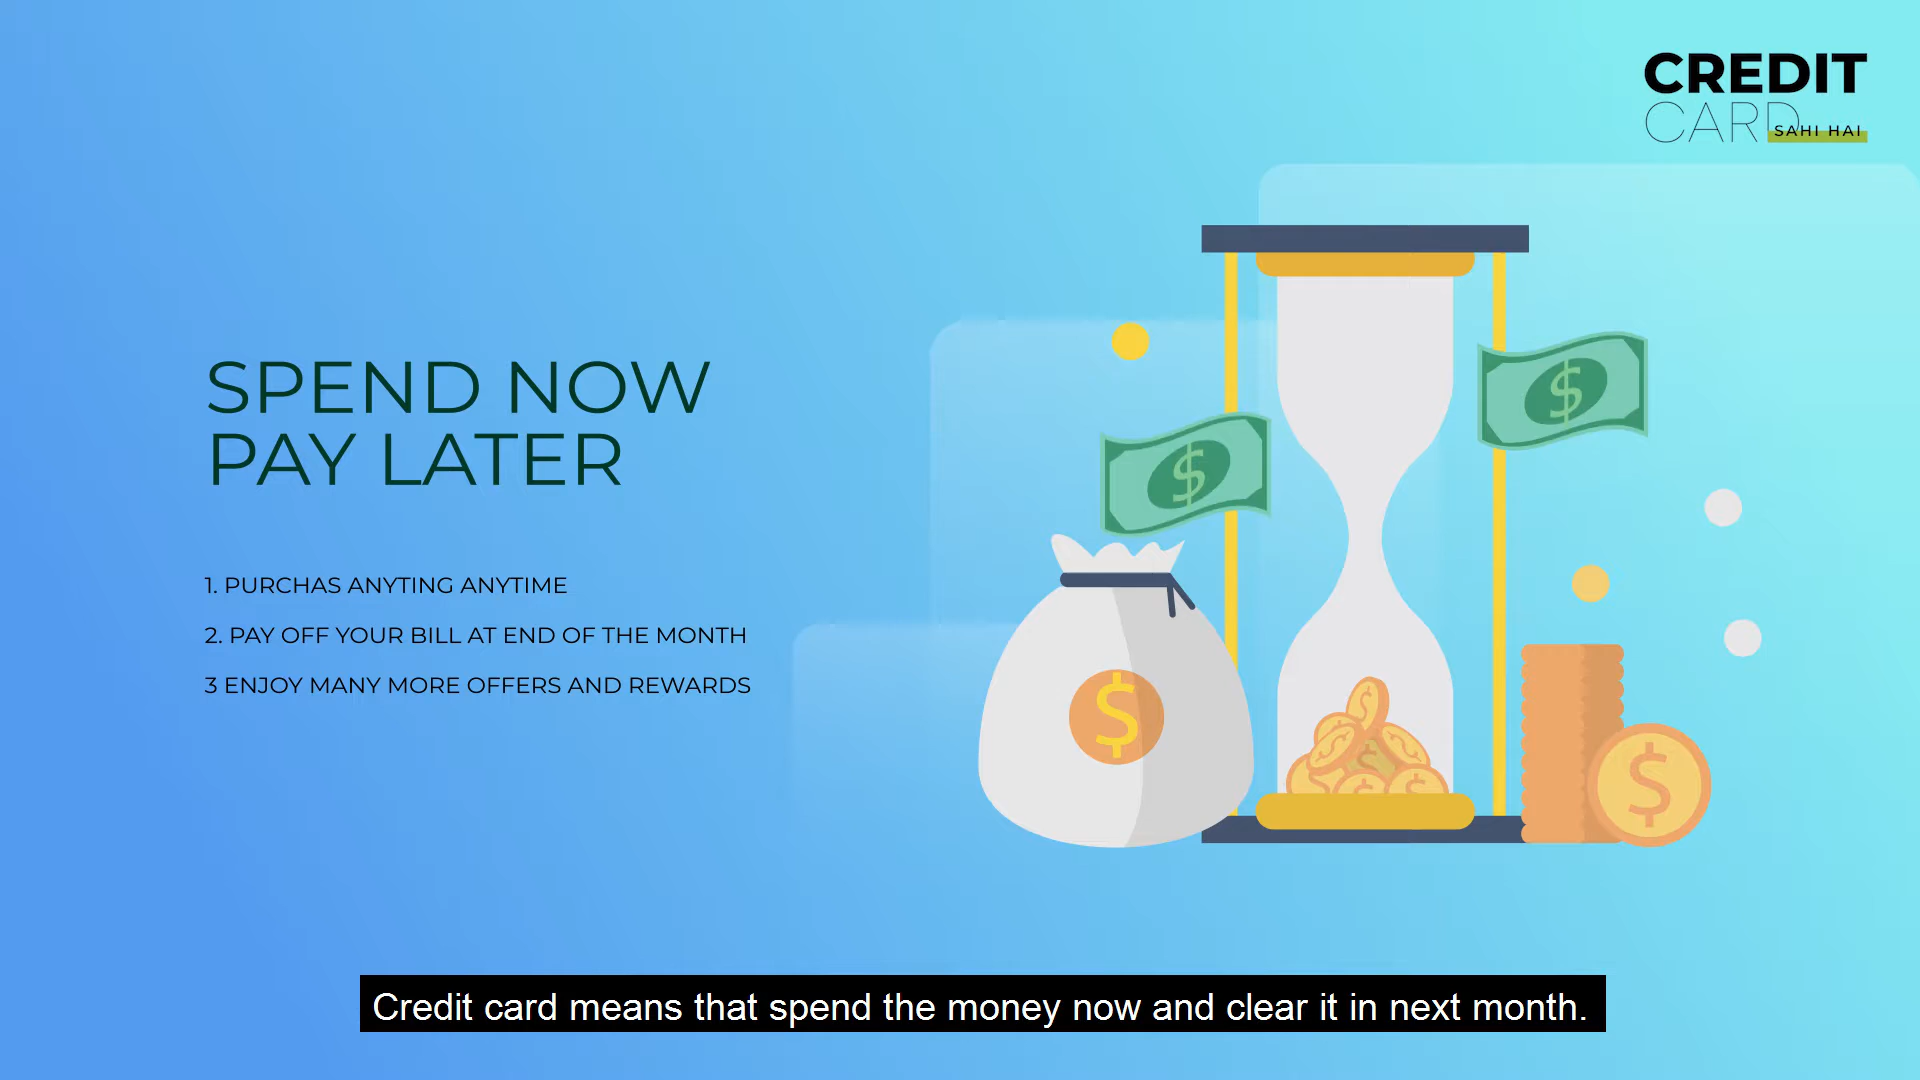 CREDIT
CARD SAHI HAI
SPEND NOW
PAY LATER
1. PURCHAS ANYTING ANYTIME
2. PAY OFF YOUR BILL AT END OF THE MONTH
3 ENJOY MANY MORE OFFERS AND REWARDS
$
$
$
$
Credit card means that spend the money now and clear it in next month.